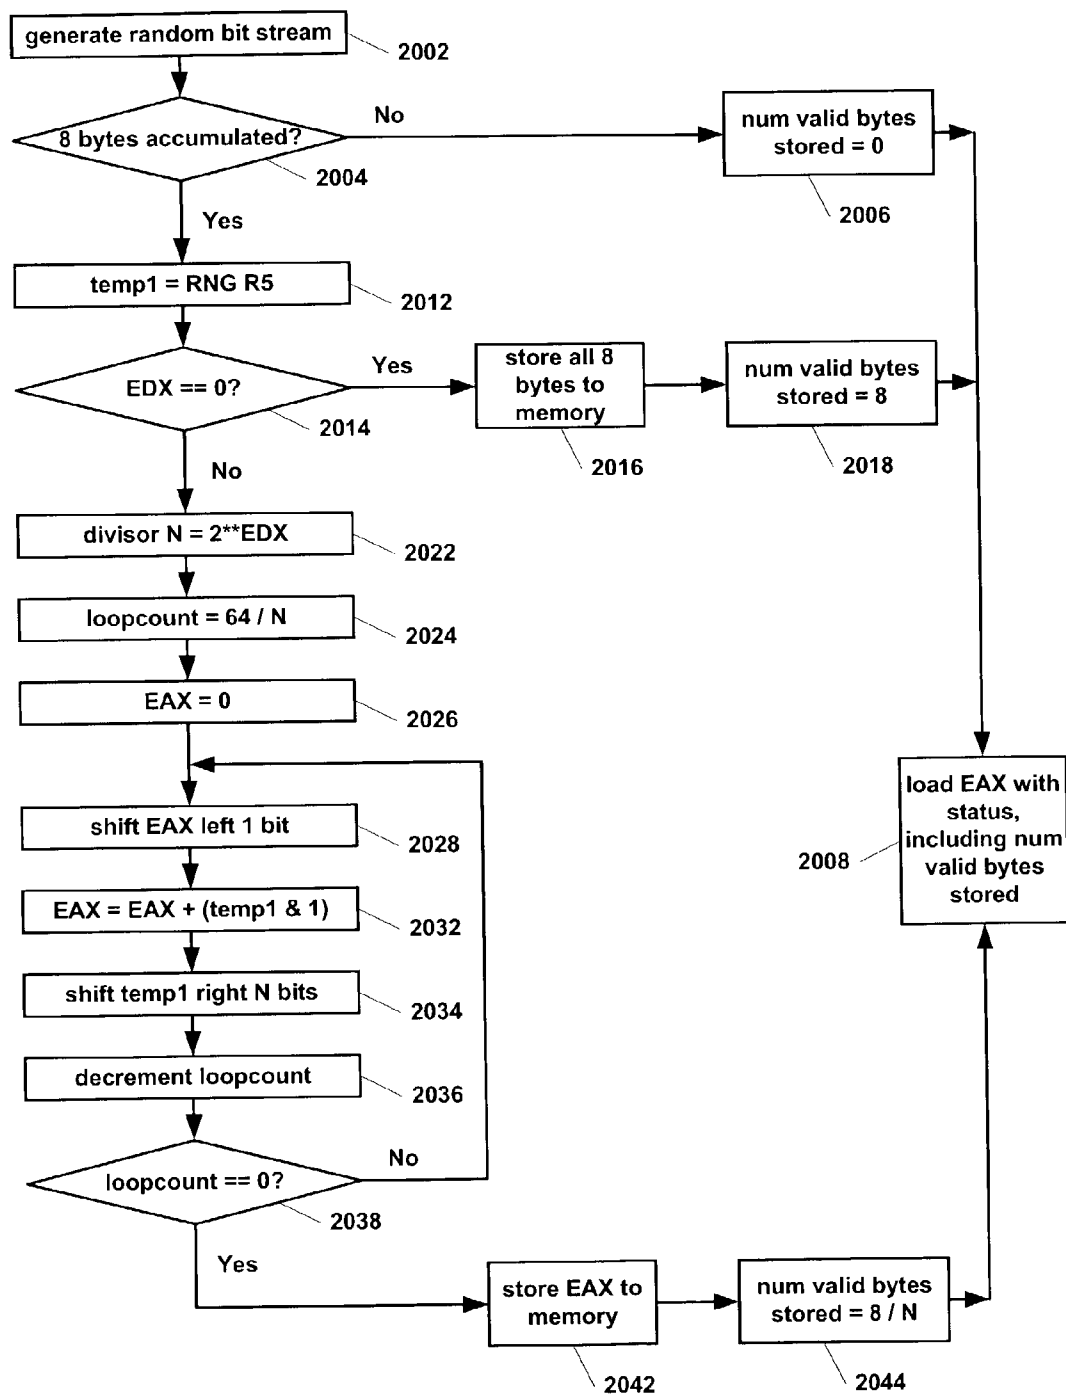 generate random bit stream
2002
8 bytes accumulated?
2004
No
num valid bytes
stored = 0
2006
Yes
temp1 = RNG R5
2012
EDX == 0?
2014
Yes
store all 8
bytes to
memory
2016
num valid bytes
stored = 8
2018
No
divisor N = 2**EDX
2022
loopcount = 64 / N
2024
EAX = 0
2026
shift EAX left 1 bit
2028
EAX = EAX + (temp1 & 1)
2032
shift temp1 right N bits
2034
decrement loopcount
2036
loopcount == 0?
2038
No
Yes
store EAX to
memory
2042
num valid bytes
stored = 8 / N
2044
load EAX with
status,
including num
valid bytes
stored
2008